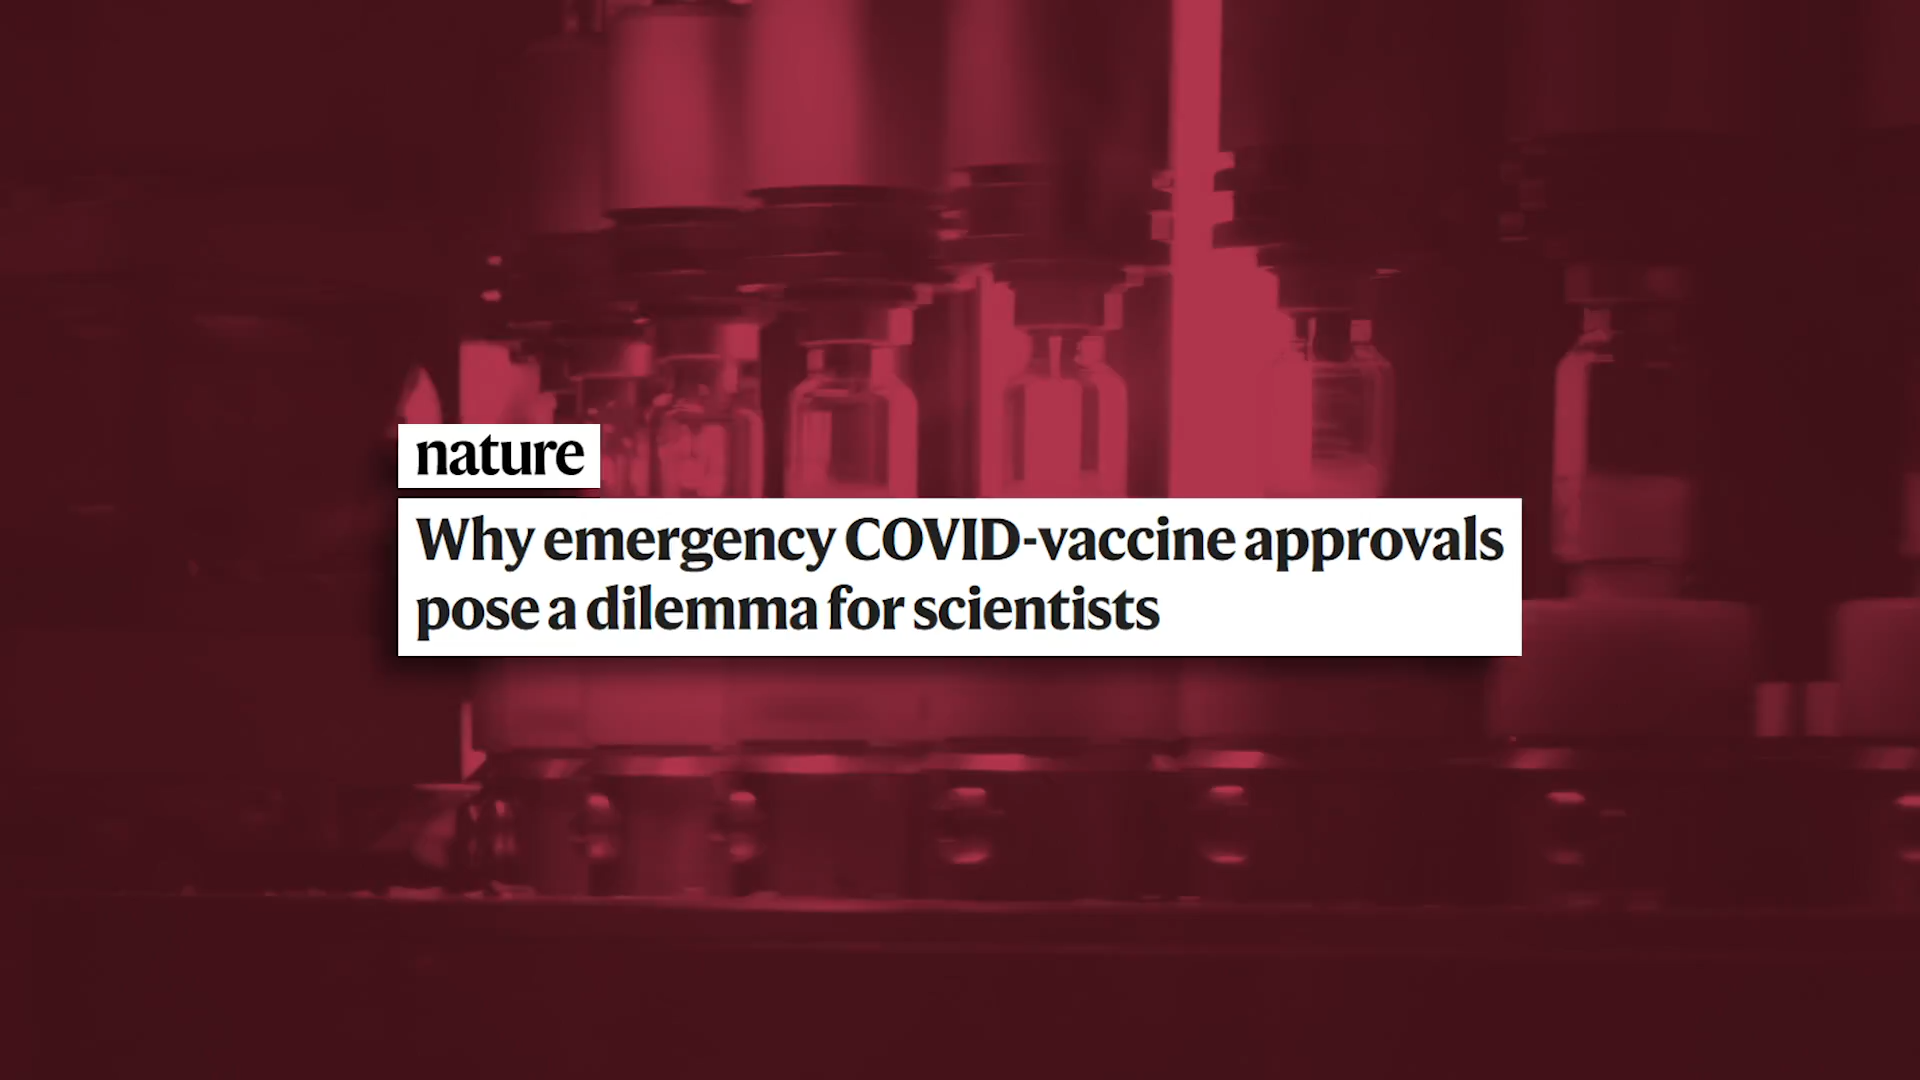 nature
Why emergency COVID-vaccine approvals
pose a dilemma for scientists